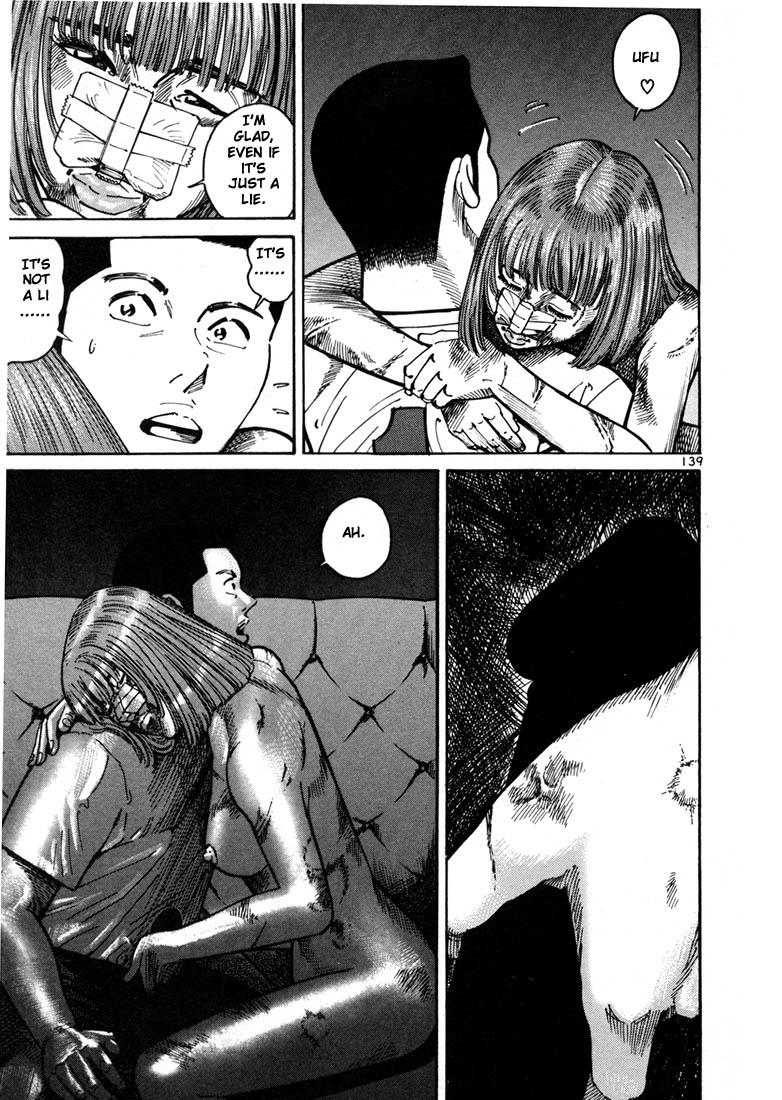 UFU
♡
I'M
GLAD,
EVEN IF
IT'S
JUST A
LIE.
IT'S
......
IT'S
NOT
A LI
......
139
AH.